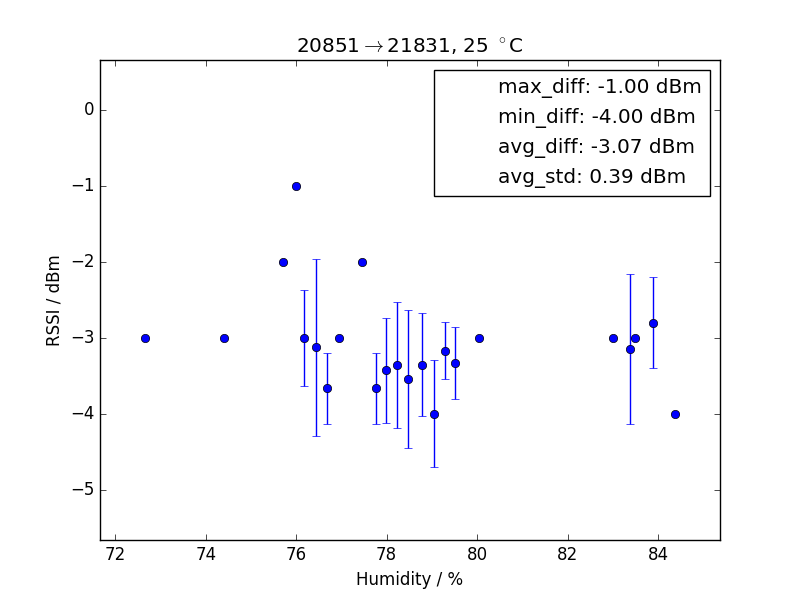 20851→21831, 25 °C
max_diff: -1.00 dBm
min_diff: -4.00 dBm
avg_diff: -3.07 dBm
avg_std: 0.39 dBm
0
−1
−2
−3
−4
−5
RSSI / dBm
72 74 76 78 80 82 84
Humidity / %